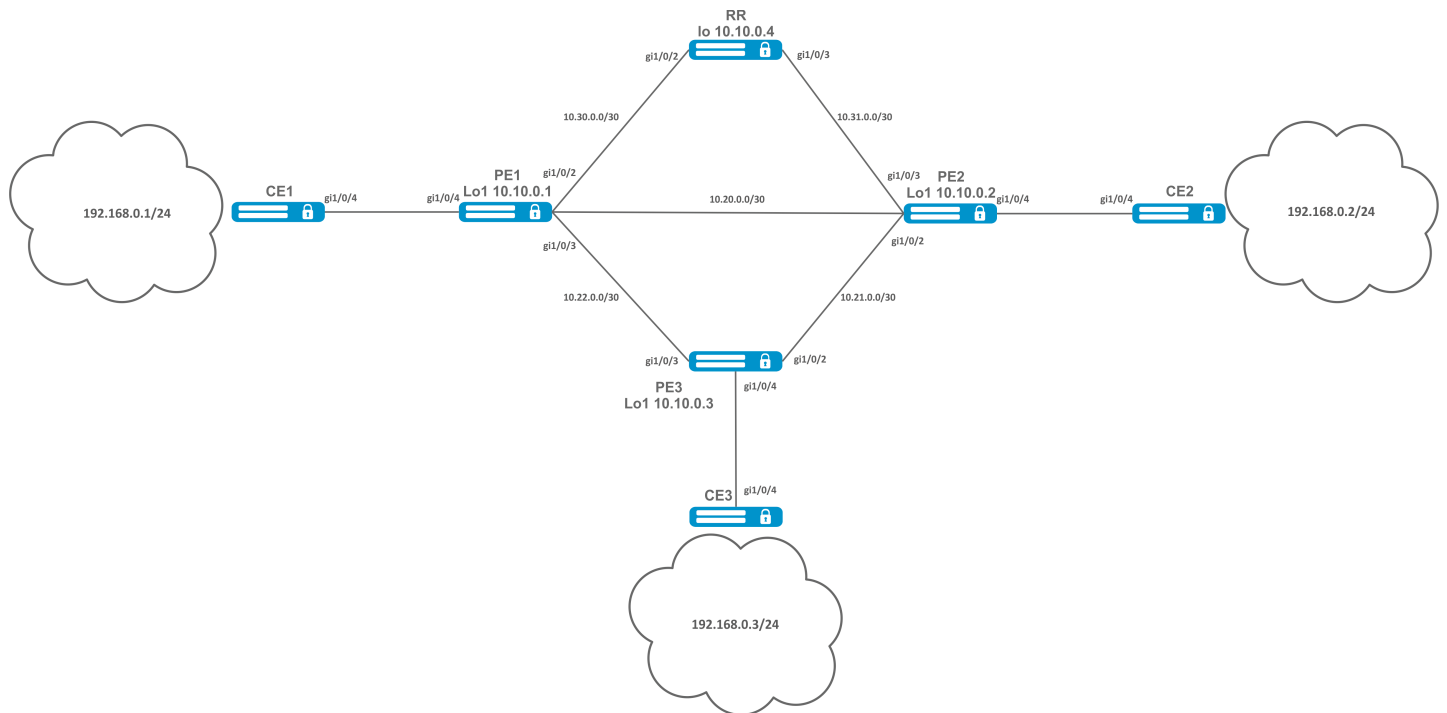 RR
lo 10.10.0.4
gi1/0/2
gi1/0/3
10.30.0.0/30
10.31.0.0/30
gi1/0/2
gi1/0/3
PE1
Lo1 10.10.0.1
PE2
Lo1 10.10.0.2
CE1
gi1/0/4
gi1/0/4
10.20.0.0/30
gi1/0/4
gi1/0/4
CE2
192.168.0.1/24
192.168.0.2/24
gi1/0/3
gi1/0/2
10.22.0.0/30
10.21.0.0/30
gi1/0/3
gi1/0/2
PE3
Lo1 10.10.0.3
gi1/0/4
CE3
gi1/0/4
192.168.0.3/24